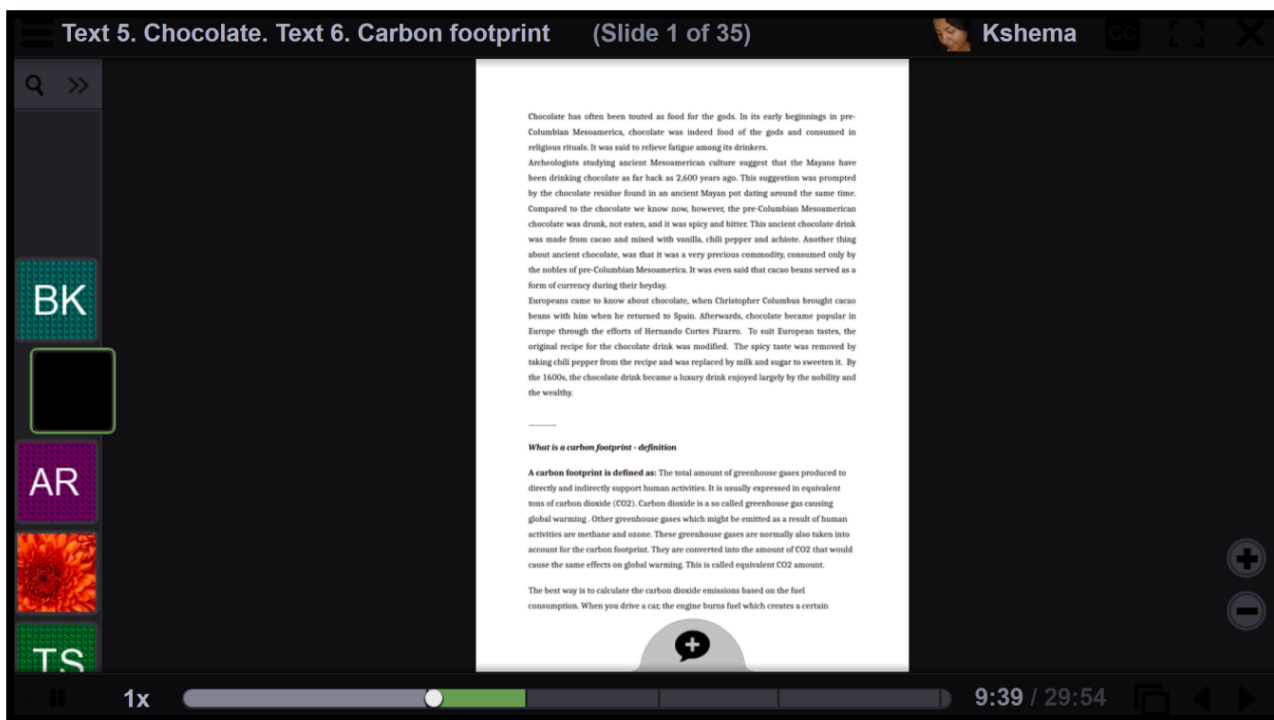 Text 5. Chocolate. Text 6. Carbon footprint (Slide 1 of 35) Kshema CC
Chocolate has often been touted as food for the gods. In its early beginnings in pre-
Columbian Mesoamerica, chocolate was indeed food of the gods and consumed in
religious rituals. It was said to relieve fatigue among its drinkers.
Archeologists studying ancient Mesoamerican culture suggest that the Mayans have
been drinking chocolate as far back as 2,600 years ago. This suggestion was prompted
by the chocolate residue found in an ancient Mayan pot dating around the same time.
Compared to the chocolate we know now, however, the pre-Columbian Mesoamerican
chocolate was drunk, not eaten, and it was spicy and bitter. This ancient chocolate drink
was made from cacao and mixed with vanilla, chili pepper and achiote. Another thing
about ancient chocolate, was that it was a very precious commodity, consumed only by
the nobles of pre-Columbian Mesoamerica. It was even said that cacao beans served as a
form of currency during their heyday.
Europeans came to know about chocolate, when Christopher Columbus brought cacao
beans with him when he returned to Spain. Afterwards, chocolate became popular in
Europe through the efforts of Hernando Cortes Pizarro. To suit European tastes, the
original recipe for the chocolate drink was modified. The spicy taste was removed by
taking chili pepper from the recipe and was replaced by milk and sugar to sweeten it. By
the 1600s, the chocolate drink became a luxury drink enjoyed largely by the nobility and
the wealthy.
.............
What is a carbon footprint - definition
A carbon footprint is defined as: The total amount of greenhouse gases produced to
directly and indirectly support human activities. It is usually expressed in equivalent
tons of carbon dioxide (CO2). Carbon dioxide is a so called greenhouse gas causing
global warming . Other greenhouse gases which might be emitted as a result of human
activities are methane and ozone. These greenhouse gases are normally also taken into
account for the carbon footprint. They are converted into the amount of CO2 that would
cause the same effects on global warming. This is called equivalent CO2 amount.
The best way is to calculate the carbon dioxide emissions based on the fuel
consumption. When you drive a car, the engine burns fuel which creates a certain
BK
AR
TS
1x
9:39 / 29:54